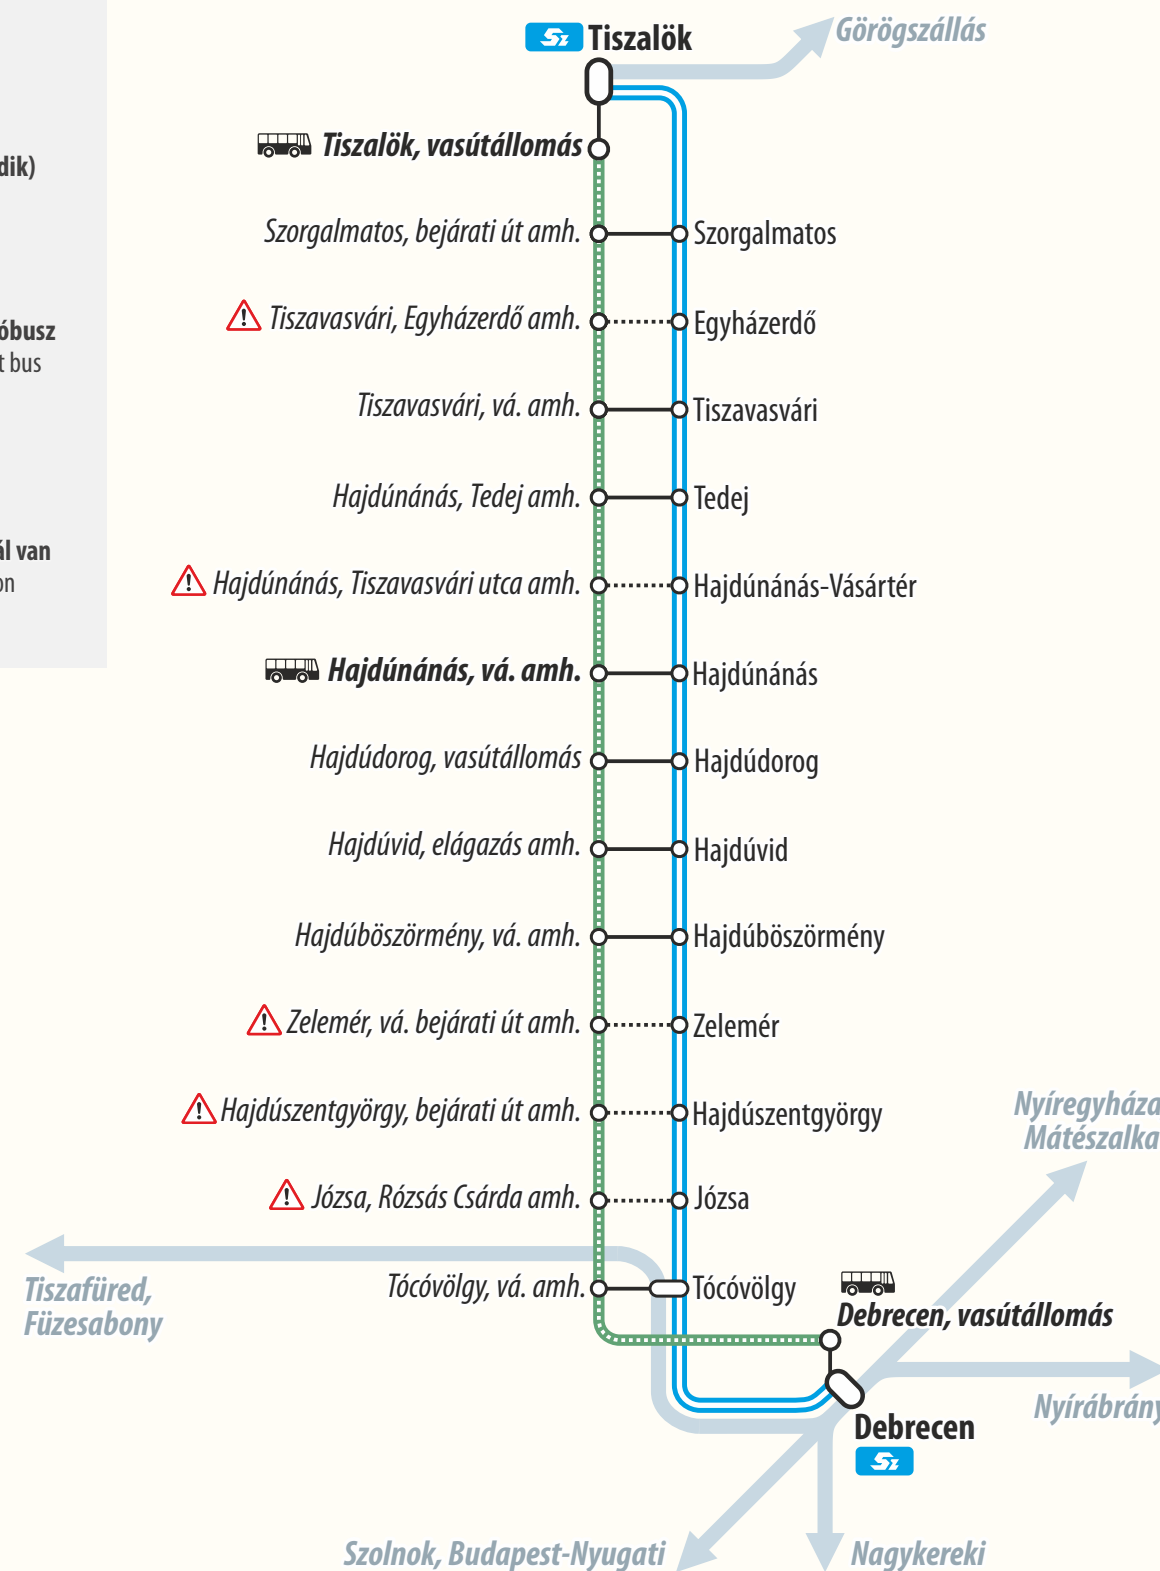 Sz Tiszalök
Görögszállás
Tiszalök, vasútállomás
dik)
Szorgalmatos, bejárati út amh.
Szorgalmatos
Tiszavasvári, Egyházerdő amh.
Egyházerdő
óbusz
t bus
Tiszavasvári, vá. amh.
Tiszavasvári
Hajdúnánás, Tedej amh.
Tedej
ál van
on
Hajdúnánás, Tiszavasvári utca amh.
Hajdúnánás-Vásártér
Hajdúnánás, vá. amh.
Hajdúnánás
Hajdúdorog, vasútállomás
Hajdúdorog
Hajdúvid, elágazás amh.
Hajdúvid
Hajdúböszörmény, vá. amh.
Hajdúböszörmény
Zelemér, vá. bejárati út amh.
Zelemér
Hajdúszentgyörgy, bejárati út amh.
Hajdúszentgyörgy
Nyíregyháza
Mátészalka
Józsa, Rózsás Csárda amh.
Józsa
Tiszafüred,
Füzesabony
Tócóvölgy, vá. amh.
Tócóvölgy
Debrecen, vasútállomás
Nyírábrány
Debrecen
Sz
Szolnok, Budapest-Nyugati
Nagykereki